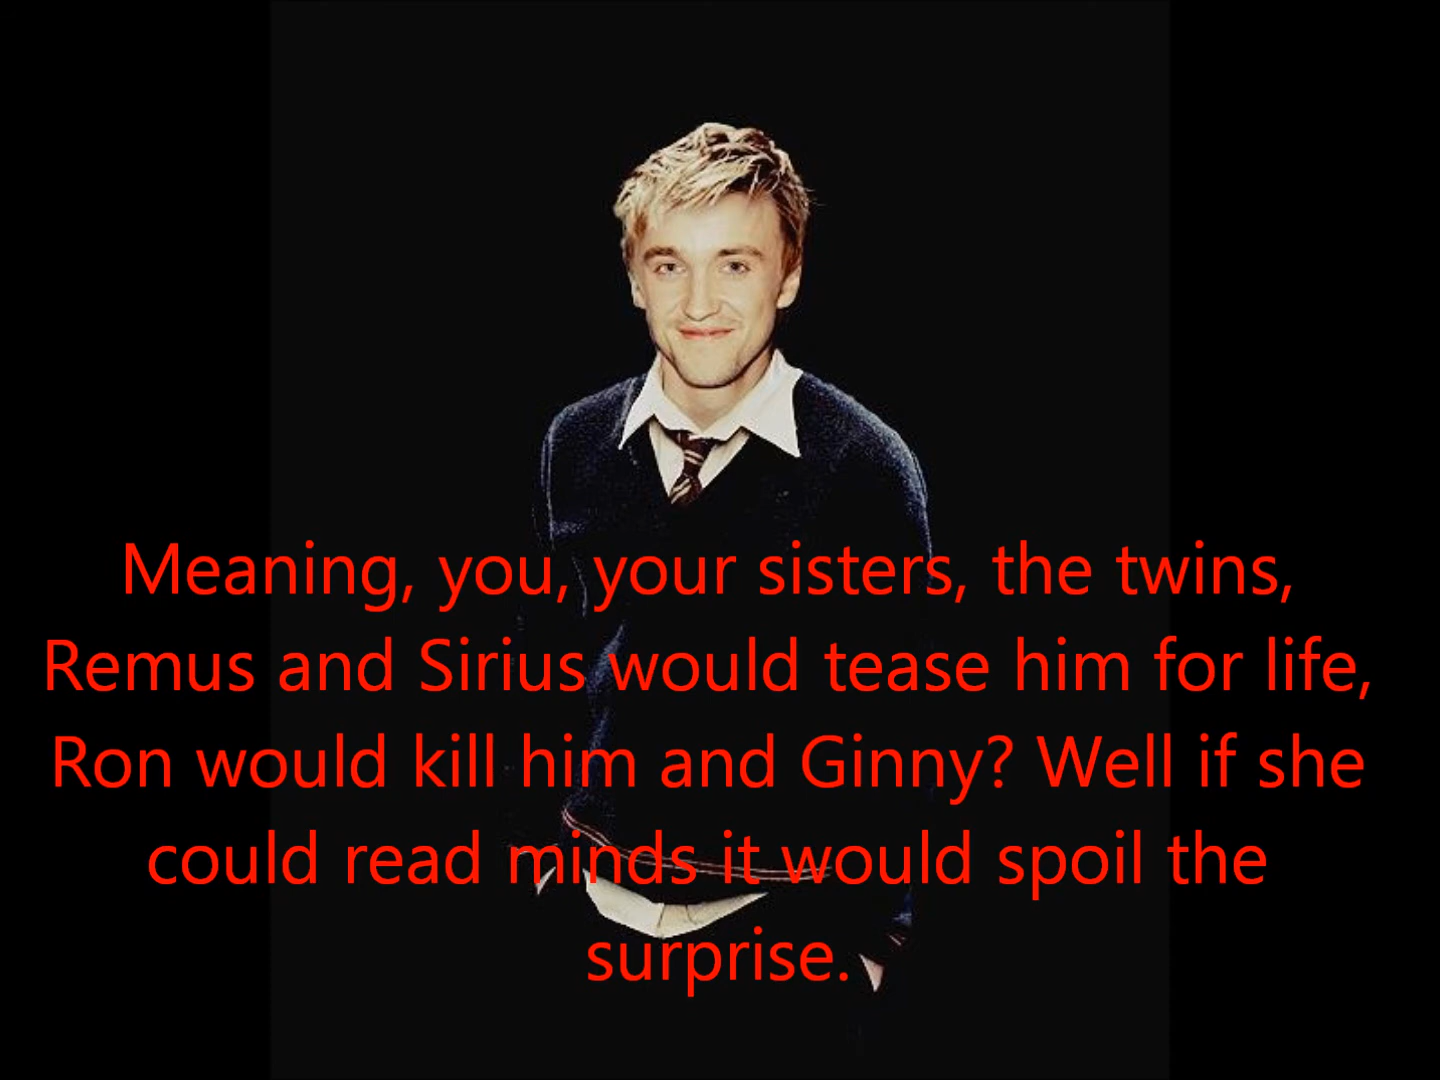 Meaning, you, your sisters, the twins,
Remus and Sirius would tease him for life,
Ron would kill him and Ginny? Well if she
could read minds it would spoil the
surprise.